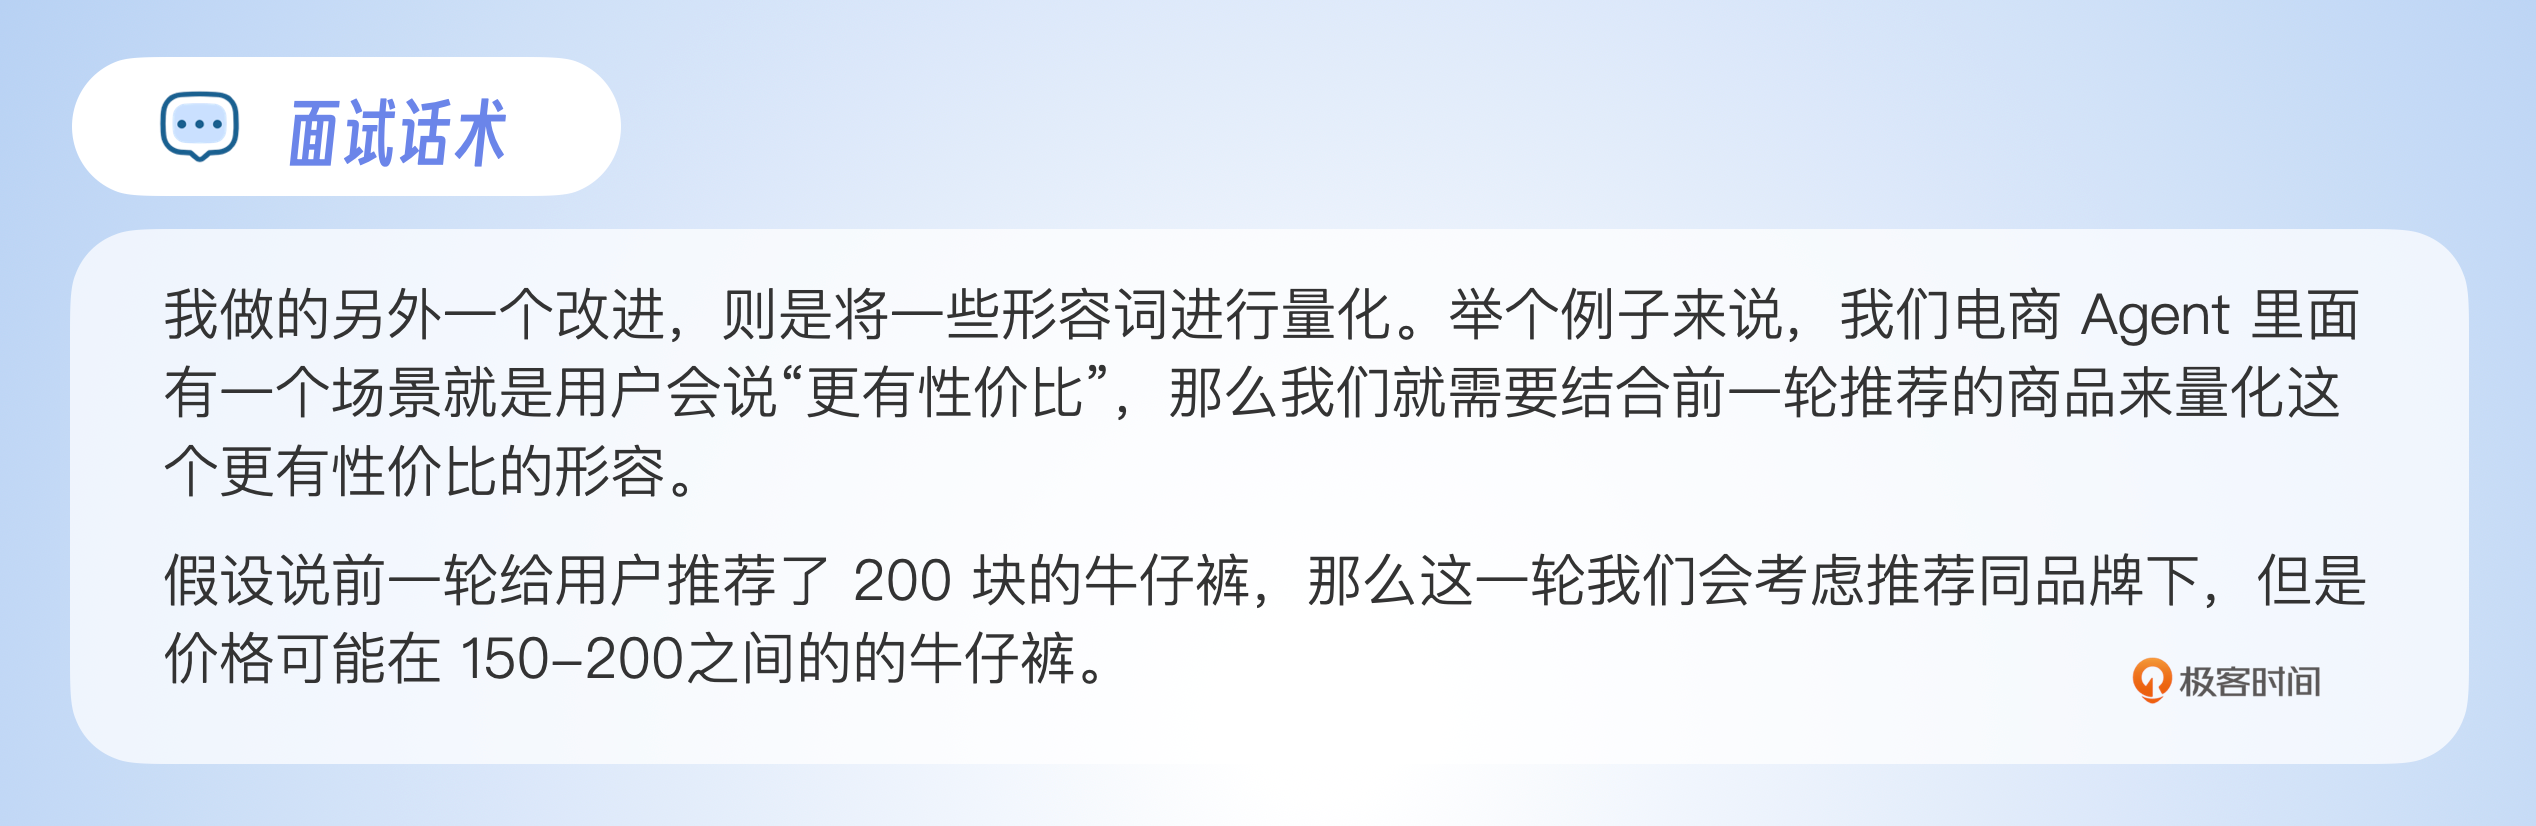 面试话术
我做的另外一个改进，则是将一些形容词进行量化。举个例子来说，我们电商 Agent 里面
有一个场景就是用户会说“更有性价比”，那么我们就需要结合前一轮推荐的商品来量化这
个更有性价比的形容。
假设说前一轮给用户推荐了 200 块的牛仔裤，那么这一轮我们会考虑推荐同品牌下，但是
价格可能在 150-200之间的的牛仔裤。
极客时间